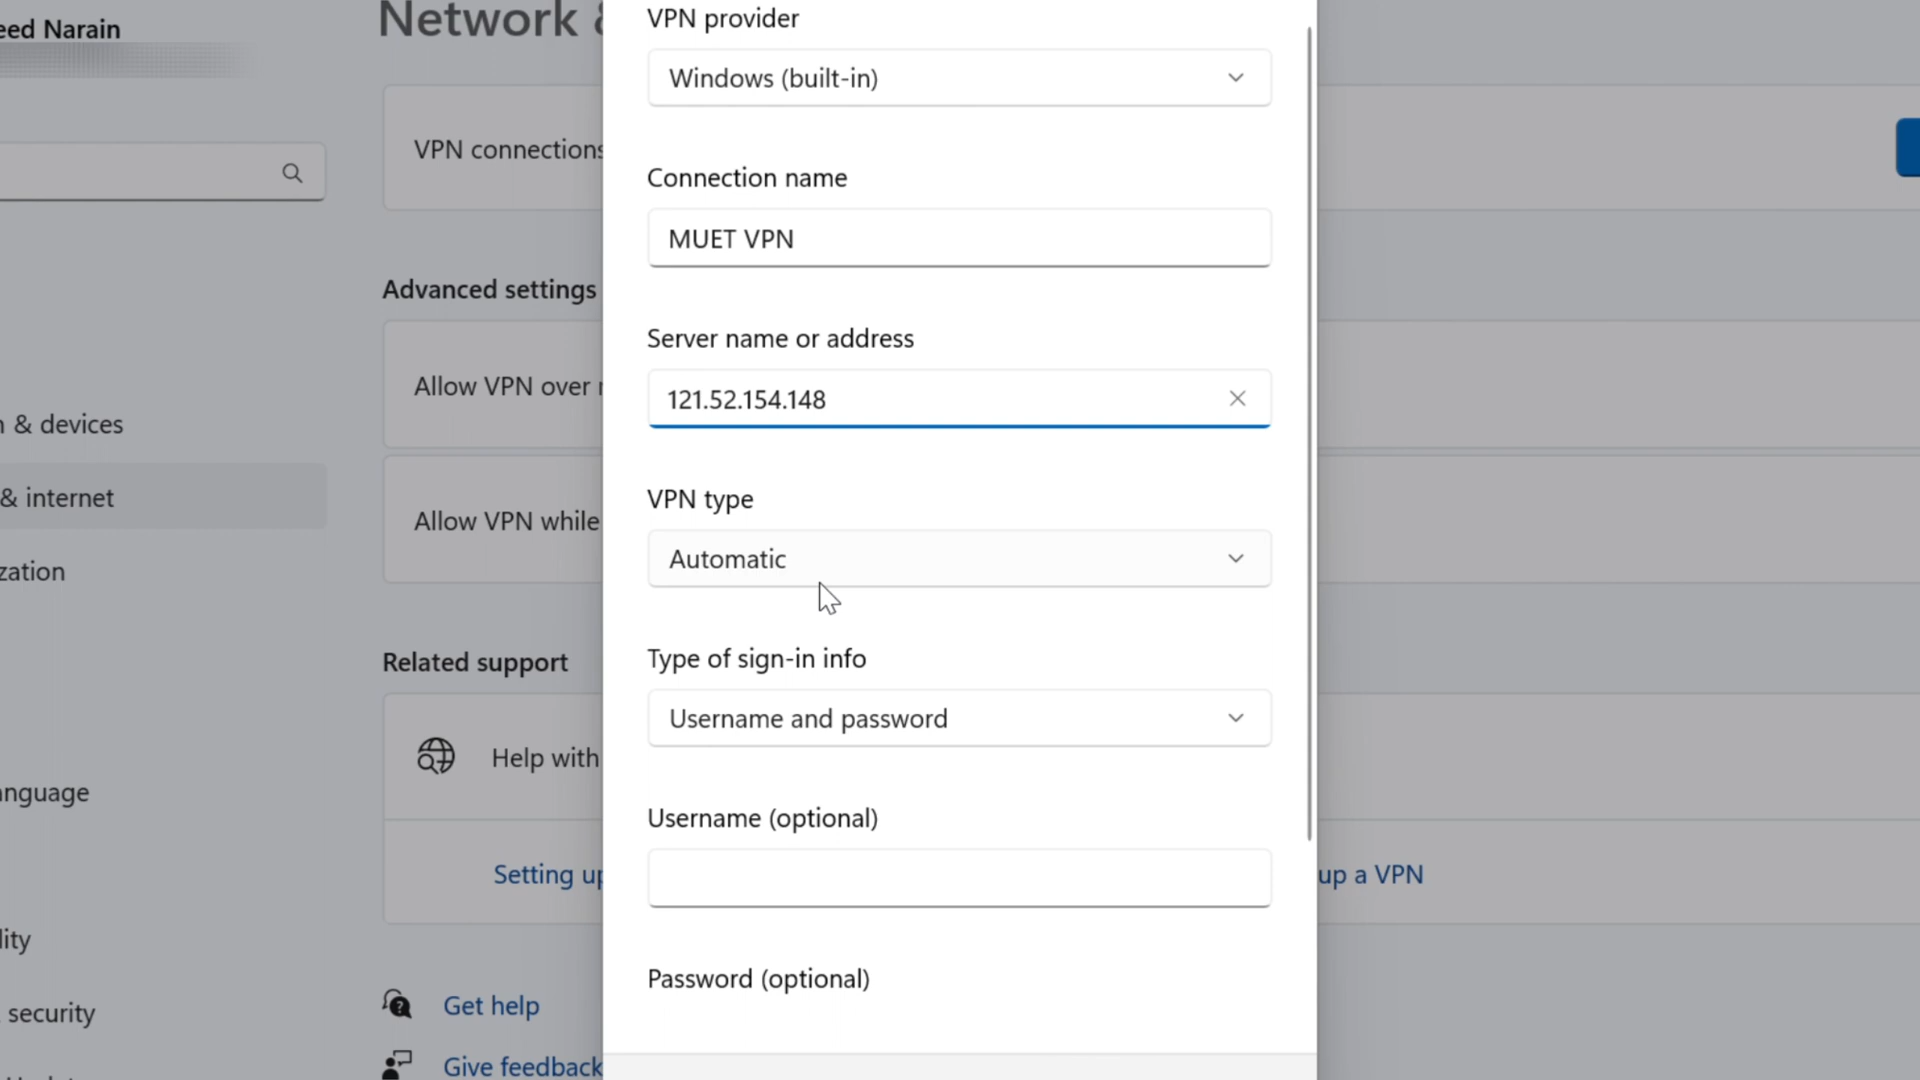 eed Narain
Network &
VPN connections
Advanced settings
Allow VPN over
Allow VPN while
Related support
Help with
Setting up
up a VPN
Get help
Give feedback
& devices
& internet
zation
anguage
lity
security
VPN provider
Windows (built-in)
Connection name
MUET VPN
Server name or address
121.52.154.148
VPN type
Automatic
Type of sign-in info
Username and password
Username (optional)
Password (optional)